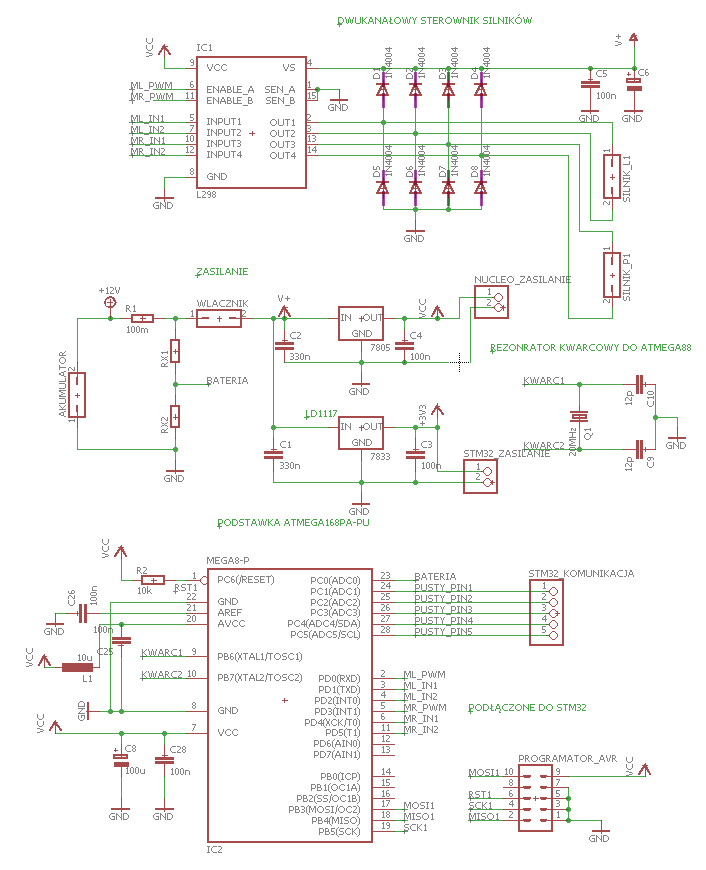 DWUKANAŁOWY STEROWNIK SILNIKÓW
VCC
IC1
V+
9 VCC VS 4
6 ENABLE_A SEN_A 1
11 ENABLE_B SEN_B 15
5 INPUT1 OUT1 2
7 INPUT2 OUT2 3
10 INPUT3 OUT3 13
12 INPUT4 OUT4 14
8 GND
L298
GND
ML_PWM
MR_PWM
ML_IN1
ML_IN2
MR_IN1
MR_IN2
GND
D1 1N4004
D2 1N4004
D3 1N4004
D4 1N4004
D5 1N4004
D6 1N4004
D7 1N4004
D8 1N4004
GND
C5
100n
GND
C6
GND
1 2 SILNIK_L1
1 2 SILNIK_P1
ZASILANIE
+12V
R1
100m
WLACZNIK
1 2
AKUMULATOR
2 1
RX1
BATERIA
RX2
GND
V+
C2
330n
IN OUT
GND
7805
GND
C4
100n
VCC
NUCLEO_ZASILANIE
1
2
LD1117
C1
330n
IN OUT
GND
7833
GND
C3
100n
+3V3
STM32_ZASILANIE
1
2
REZONRATOR KWARCOWY DO ATMEGA88
KWARC1
KWARC2
20MHz Q1
12p C10
12p C9
GND
PODSTAWKA ATMEGA168PA-PU
MEGA8-P
VCC
R2
10k
RST1
C26 100n
GND
100n
C25
VCC
10u
L1
KWARC1
KWARC2
GND
VCC
C8
100u
GND
C28
100n
GND
1 PC6(/RESET)
22 GND
21 AREF
20 AVCC
9 PB6(XTAL1/TOSC1)
10 PB7(XTAL2/TOSC2)
8 GND
7 VCC
PC0(ADC0) 23 BATERIA
PC1(ADC1) 24 PUSTY_PIN1
PC2(ADC2) 25 PUSTY_PIN2
PC3(ADC3) 26 PUSTY_PIN3
PC4(ADC4/SDA) 27 PUSTY_PIN4
PC5(ADC5/SCL) 28 PUSTY_PIN5
PD0(RXD) 2 ML_PWM
PD1(TXD) 3 ML_IN1
PD2(INT0) 4 ML_IN2
PD3(INT1) 5 MR_PWM
PD4(XCK/T0) 6 MR_IN1
PD5(T1) 11 MR_IN2
PD6(AIN0) 12
PD7(AIN1) 13
PB0(ICP) 14
PB1(OC1A) 15
PB2(SS/OC1B) 16
PB3(MOSI/OC2) 17 MOSI1
PB4(MISO) 18 MISO1
PB5(SCK) 19 SCK1
IC2
STM32_KOMUNIKACJA
1
2
3
4
5
PODŁĄCZONE DO STM32
PROGRAMATOR_AVR
MOSI1 10 9 VCC
8 7
RST1 6 5
SCK1 4 3
MISO1 2 1
GND